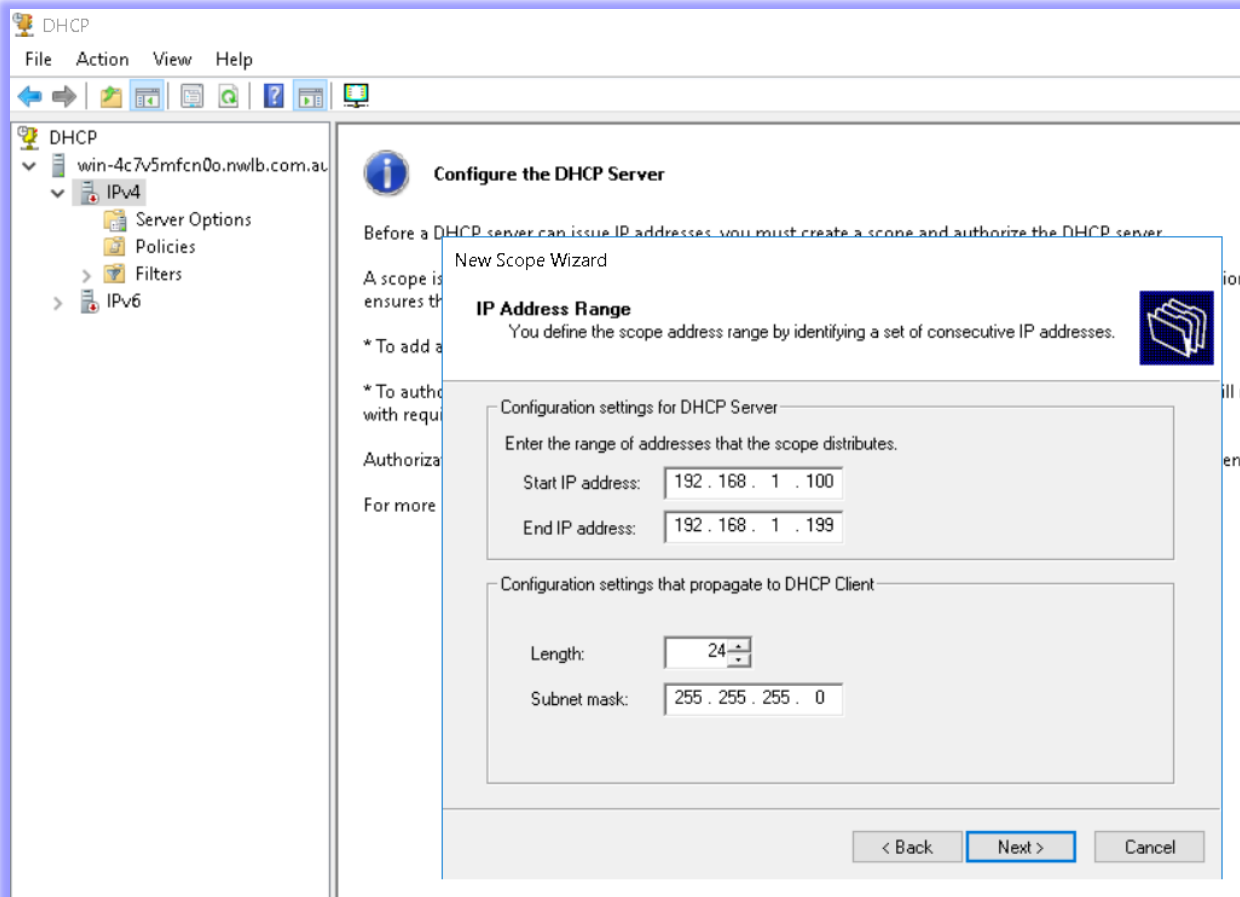 DHCP
File Action View Help
DHCP
win-4c7v5mfcn0o.nwlb.com.au
IPv4
Server Options
Policies
Filters
IPv6
Configure the DHCP Server
Before a DHCP server can issue IP addresses, you must create a scope and authorize the DHCP server.
A scope is
ensures th
* To add a
* To autho
with requi
Authoriza
For more
New Scope Wizard
IP Address Range
You define the scope address range by identifying a set of consecutive IP addresses.
Configuration settings for DHCP Server
Enter the range of addresses that the scope distributes.
Start IP address: 192 . 168 . 1 . 100
End IP address: 192 . 168 . 1 . 199
Configuration settings that propagate to DHCP Client
Length: 24
Subnet mask: 255 . 255 . 255 . 0
< Back Next > Cancel